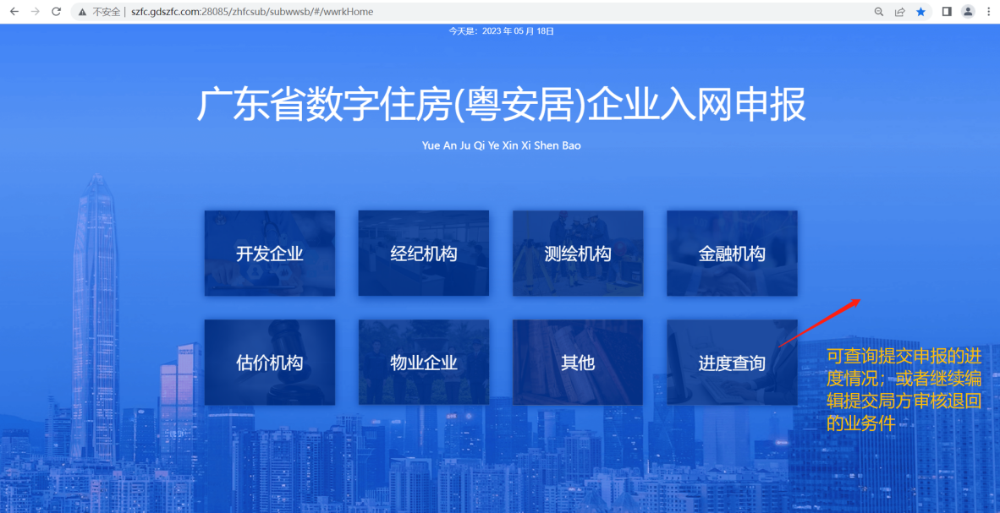 不安全 | szfc.gdszfc.com:28085/zhfcsub/subwwsb/#/wwrkHome
今天是：2023 年 05 月 18日
广东省数字住房(粤安居)企业入网申报
Yue An Ju Qi Ye Xin Xi Shen Bao
开发企业
经纪机构
测绘机构
金融机构
估价机构
物业企业
其他
进度查询
可查询提交申报的进
度情况；或者继续编
辑提交局方审核退回
的业务件